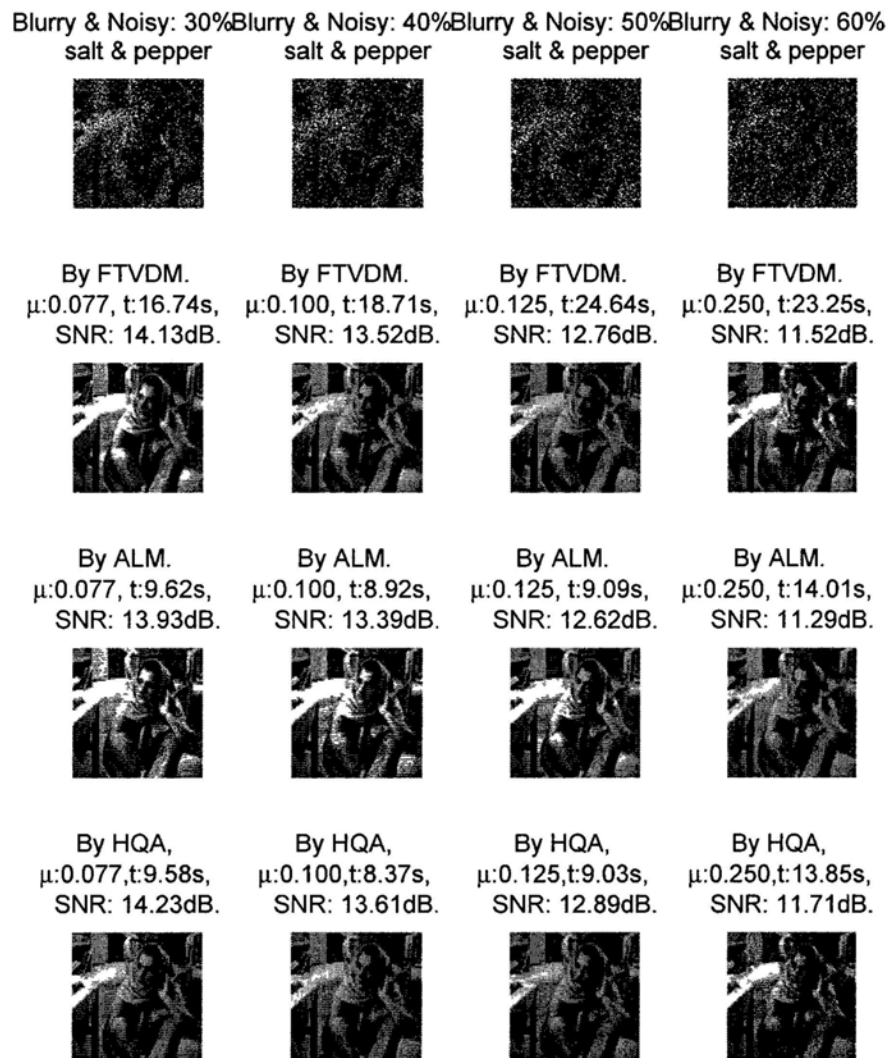 Blurry & Noisy: 30% Blurry & Noisy: 40% Blurry & Noisy: 50% Blurry & Noisy: 60%
salt & pepper salt & pepper salt & pepper salt & pepper
By FTVDM. By FTVDM. By FTVDM. By FTVDM.
μ:0.077, t:16.74s, μ:0.100, t:18.71s, μ:0.125, t:24.64s, μ:0.250, t:23.25s,
SNR: 14.13dB. SNR: 13.52dB. SNR: 12.76dB. SNR: 11.52dB.
By ALM. By ALM. By ALM. By ALM.
μ:0.077, t:9.62s, μ:0.100, t:8.92s, μ:0.125, t:9.09s, μ:0.250, t:14.01s,
SNR: 13.93dB. SNR: 13.39dB. SNR: 12.62dB. SNR: 11.29dB.
By HQA, By HQA, By HQA, By HQA,
μ:0.077,t:9.58s, μ:0.100,t:8.37s, μ:0.125,t:9.03s, μ:0.250,t:13.85s,
SNR: 14.23dB. SNR: 13.61dB. SNR: 12.89dB. SNR: 11.71dB.